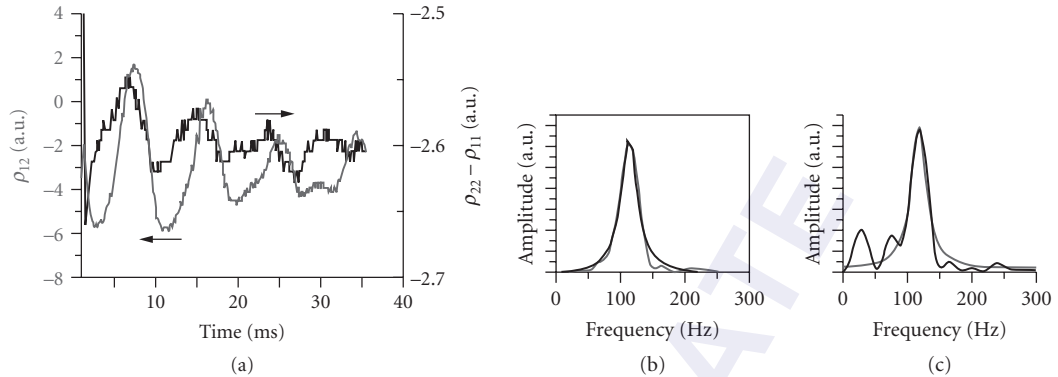 4
2
0
−2
−4
−6
−8
ρ12 (a.u.)
10
20
30
40
Time (ms)
−2.5
−2.6
−2.7
ρ22 − ρ11 (a.u.)
(a)
Amplitude (a.u.)
0
100
200
300
Frequency (Hz)
(b)
Amplitude (a.u.)
0
100
200
300
Frequency (Hz)
(c)
ATE